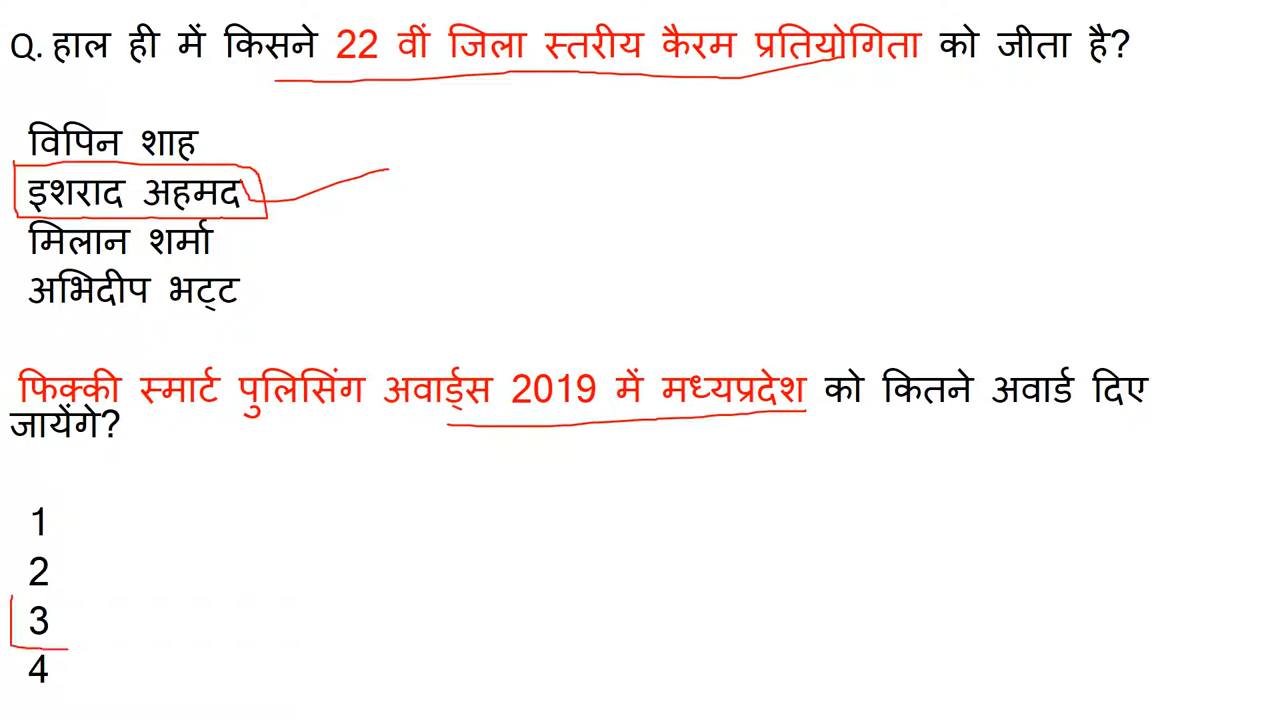 Q. हाल ही में किसने 22 वीं जिला स्तरीय कैरम प्रतियोगिता को जीता है?
विपिन शाह
इशराद अहमद
मिलान शर्मा
अभिदीप भट्ट
फिक्की स्मार्ट पुलिसिंग अवार्ड्स 2019 में मध्यप्रदेश को कितने अवार्ड दिए
जायेंगे?
1
2
3
4